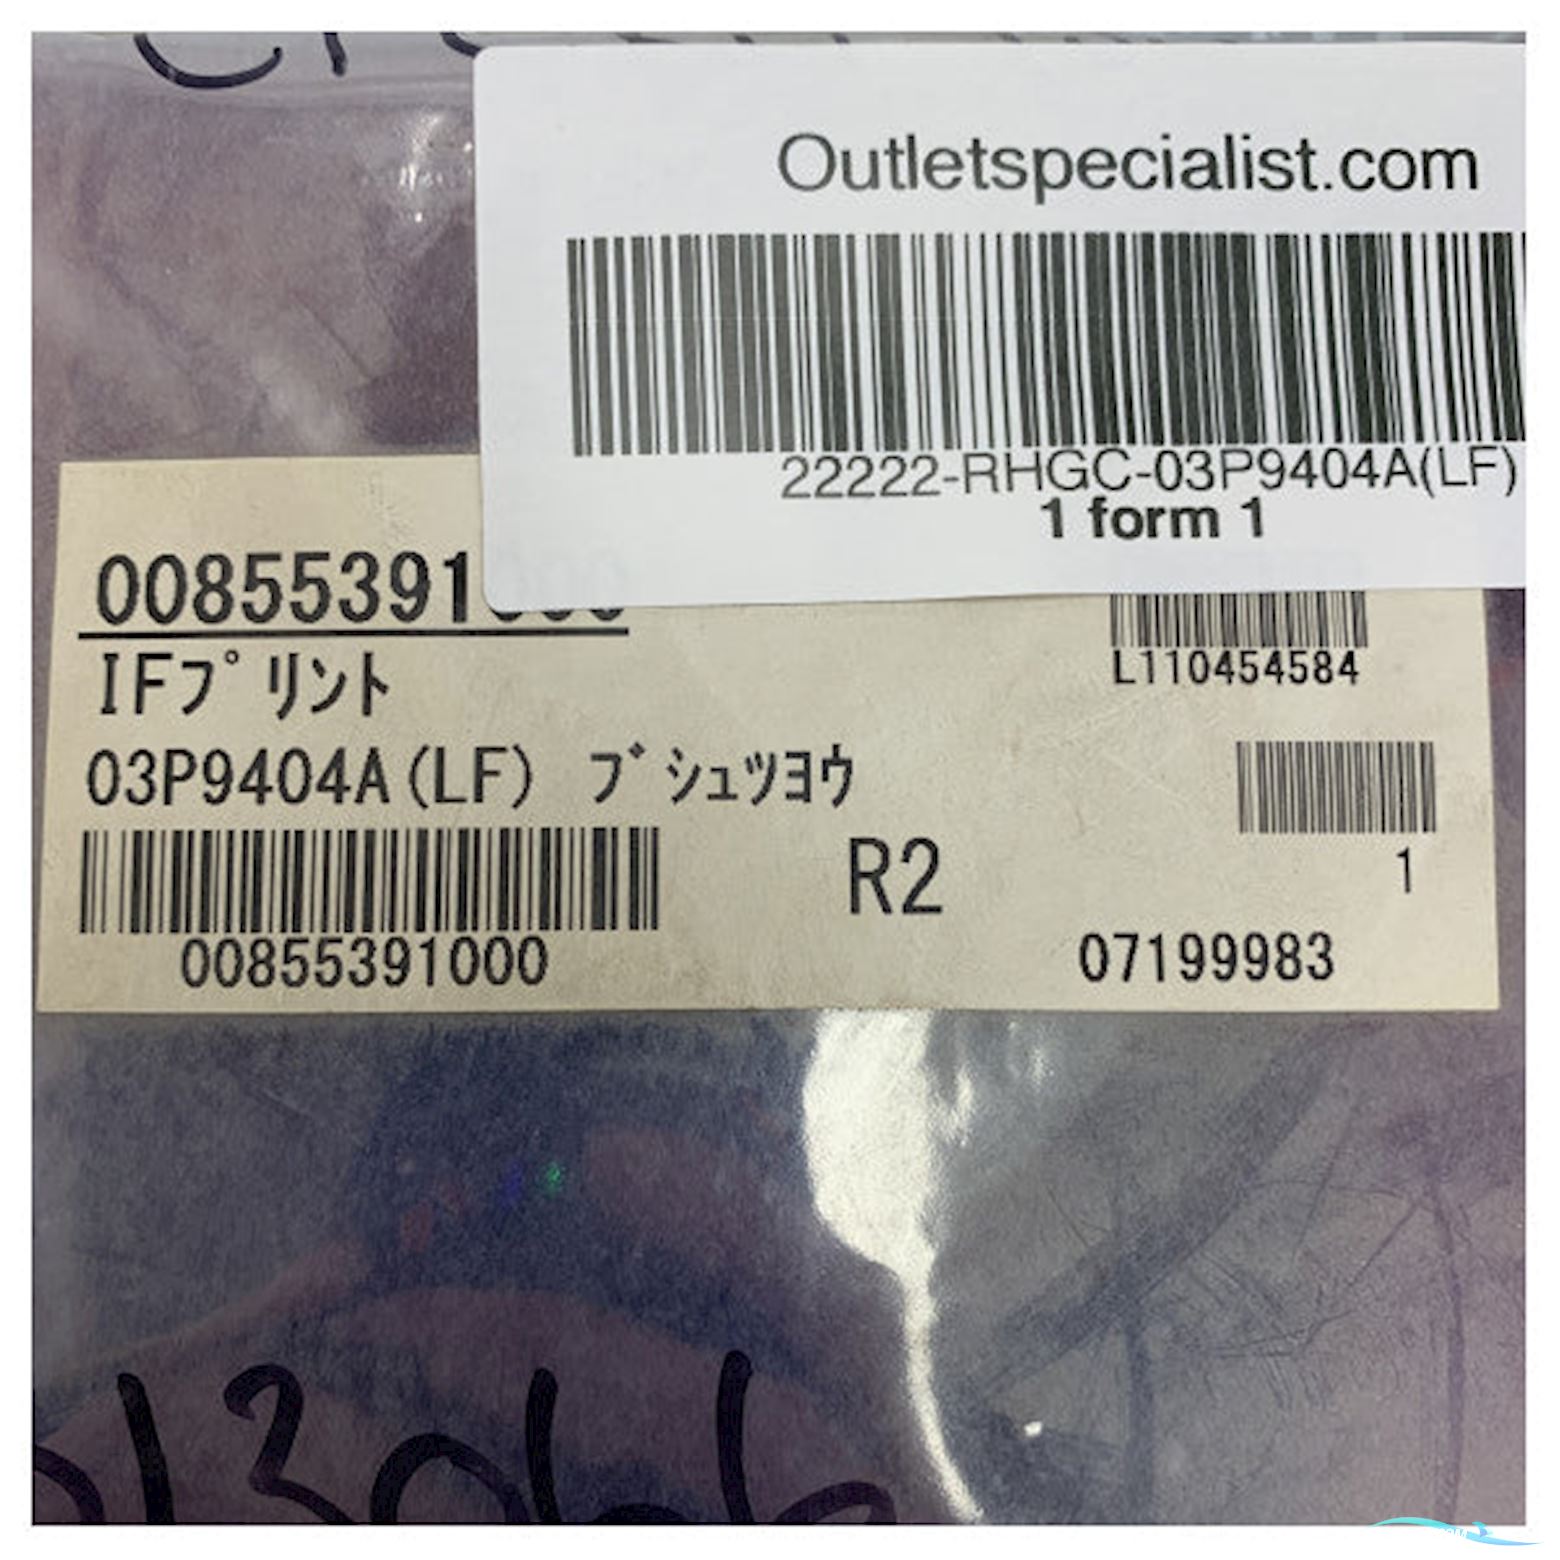 Outletspecialist.com
22222-RHGC-03P9404A(LF)
1 form 1
00855391000
L110454584
IFプリント
03P9404A(LF) ブシュツヨウ
1
R2
00855391000
07199983